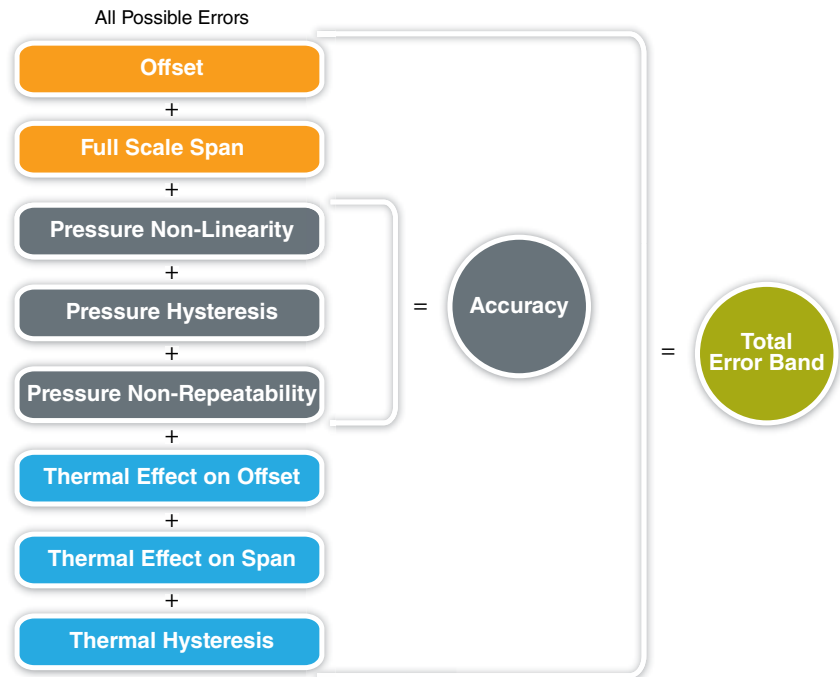 All Possible Errors
Offset
+
Full Scale Span
+
Pressure Non-Linearity
+
Pressure Hysteresis
+
Pressure Non-Repeatability
+
Thermal Effect on Offset
+
Thermal Effect on Span
+
Thermal Hysteresis
=
Accuracy
=
Total
Error Band